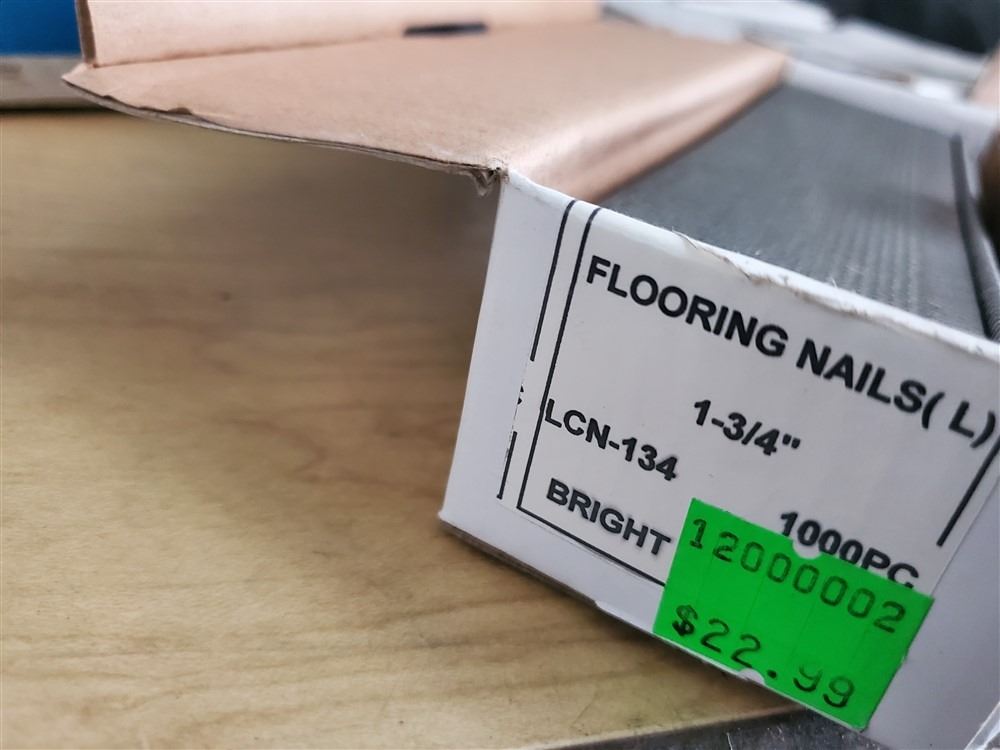 FLOORING NAILS( L)
1-3/4"
LCN-134
BRIGHT 1000PC
12000002
$22.99